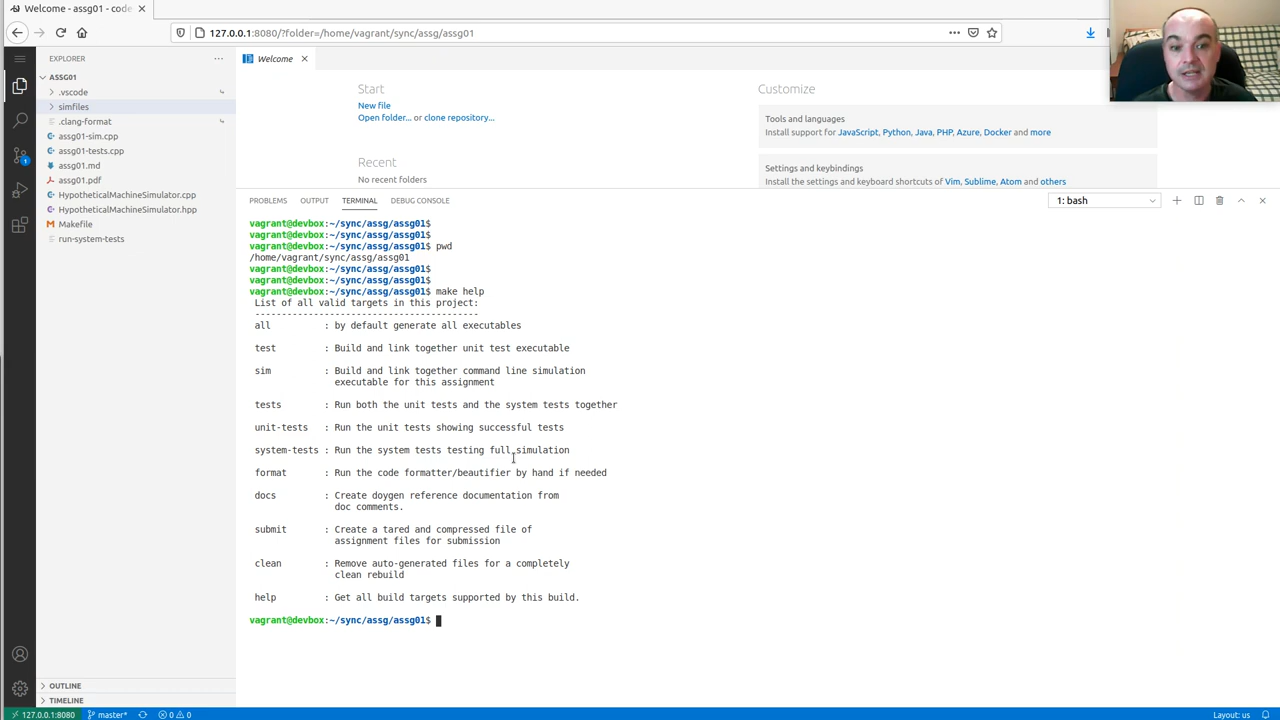 Welcome - assg01 - code
127.0.0.1:8080/?folder=/home/vagrant/sync/assg/assg01
EXPLORER
Welcome
ASSG01
.vscode
simfiles
.clang-format
assg01-sim.cpp
assg01-tests.cpp
assg01.md
assg01.pdf
HypotheticalMachineSimulator.cpp
HypotheticalMachineSimulator.hpp
Makefile
run-system-tests
Start
New file
Open folder... or clone repository...
Recent
No recent folders
Customize
Tools and languages
Install support for JavaScript, Python, Java, PHP, Azure, Docker and more
Settings and keybindings
Install the settings and keyboard shortcuts of Vim, Sublime, Atom and others
PROBLEMS OUTPUT TERMINAL DEBUG CONSOLE 1: bash
vagrant@devbox:~/sync/assg/assg01$
vagrant@devbox:~/sync/assg/assg01$
vagrant@devbox:~/sync/assg/assg01$ pwd
/home/vagrant/sync/assg/assg01
vagrant@devbox:~/sync/assg/assg01$
vagrant@devbox:~/sync/assg/assg01$
vagrant@devbox:~/sync/assg/assg01$ make help
List of all valid targets in this project:
------------------------------------------
all : by default generate all executables
test : Build and link together unit test executable
sim : Build and link together command line simulation
executable for this assignment
tests : Run both the unit tests and the system tests together
unit-tests : Run the unit tests showing successful tests
system-tests : Run the system tests testing full simulation
format : Run the code formatter/beautifier by hand if needed
docs : Create doygen reference documentation from
doc comments.
submit : Create a tared and compressed file of
assignment files for submission
clean : Remove auto-generated files for a completely
clean rebuild
help : Get all build targets supported by this build.
vagrant@devbox:~/sync/assg/assg01$
1
OUTLINE
TIMELINE
127.0.0.1:8080 master* 0 0 Layout: us